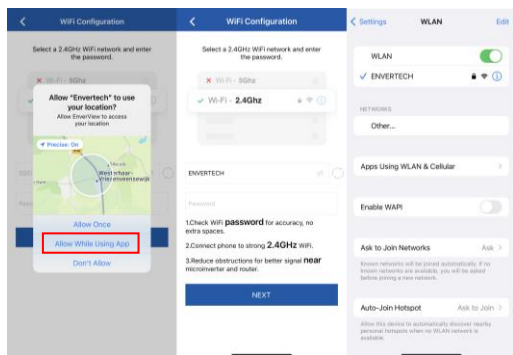 WiFi Configuration
Select a 2.4GHz WiFi network and enter
the password.
Wi-Fi - 5Ghz
Allow "Envertech" to use
your location?
Allow EnverView to access
your location
Precise: On
Allow Once
Allow While Using App
Don't Allow
WiFi Configuration
Select a 2.4GHz WiFi network and enter
the password.
Wi-Fi - 5Ghz
Wi-Fi - 2.4Ghz
ENVERTECH
Password
1.Check WiFi password for accuracy, no
extra spaces.
2.Connect phone to strong 2.4GHz WiFi.
3.Reduce obstructions for better signal near
microinverter and router.
NEXT
Settings WLAN Edit
WLAN
ENVERTECH
NETWORKS
Other...
Apps Using WLAN & Cellular
Enable WAPI
Ask to Join Networks Ask
Known networks will be joined automatically. If no
known networks are available, you will be asked
before joining a new network.
Auto-Join Hotspot Ask to Join
Allow this device to automatically discover nearby
personal hotspots when no WLAN network is
available.